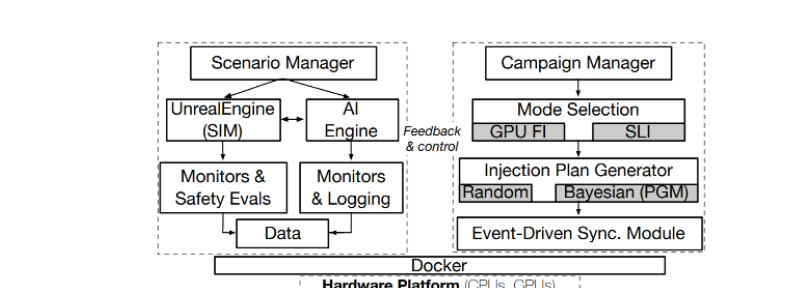 Scenario Manager
UnrealEngine
(SIM)
AI
Engine
Monitors &
Safety Evals
Monitors
& Logging
Data
Feedback
& control
Campaign Manager
Mode Selection
GPU FI
SLI
Injection Plan Generator
Random
Bayesian (PGM)
Event-Driven Sync. Module
Docker
Hardware Platform (CPUs, GPUs)